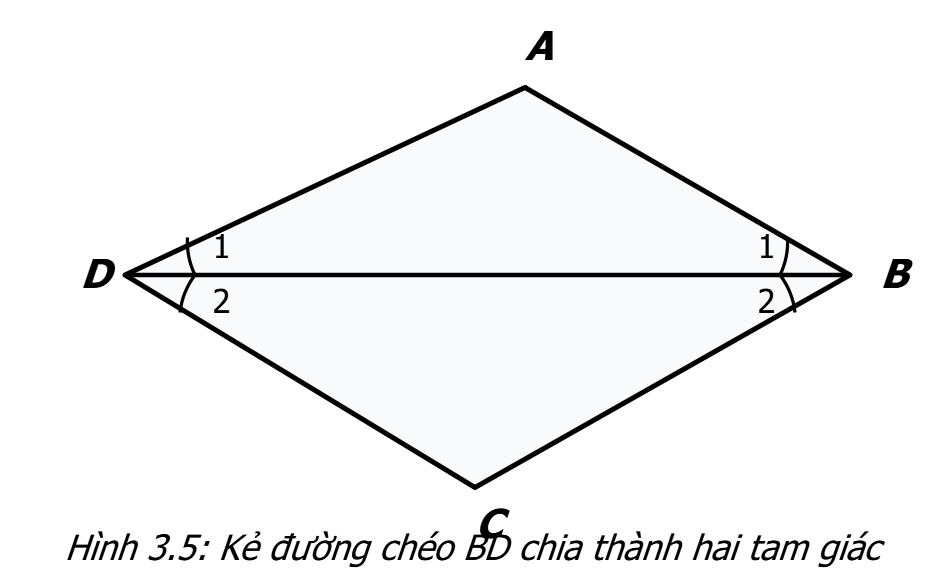 A
1
1
D
B
2
2
C
Hình 3.5: Kẻ đường chéo BD chia thành hai tam giác